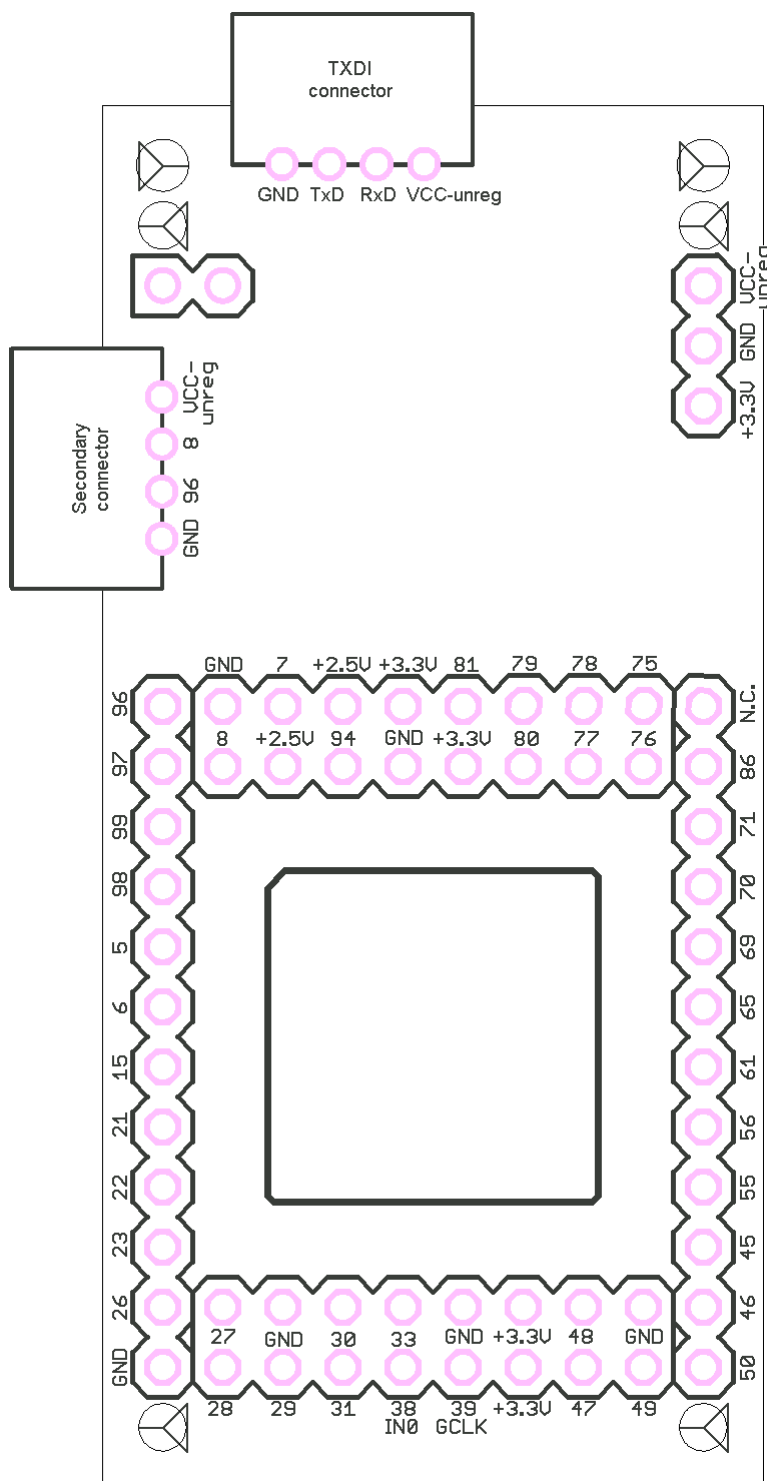 TXDI
connector
GND TxD RxD VCC-unreg
VCC-
unreg
GND
+3.3V
Secondary
connector
VCC-
unreg
8
96
GND
GND 7 +2.5V +3.3V 81 79 78 75
8 +2.5V 94 GND +3.3V 80 77 76
96
97
99
98
5
6
15
21
22
23
26
GND
N.C.
86
71
70
69
65
61
56
55
45
46
50
27 GND 30 33 GND +3.3V 48 GND
28 29 31 38 39 +3.3V 47 49
IN0 GCLK